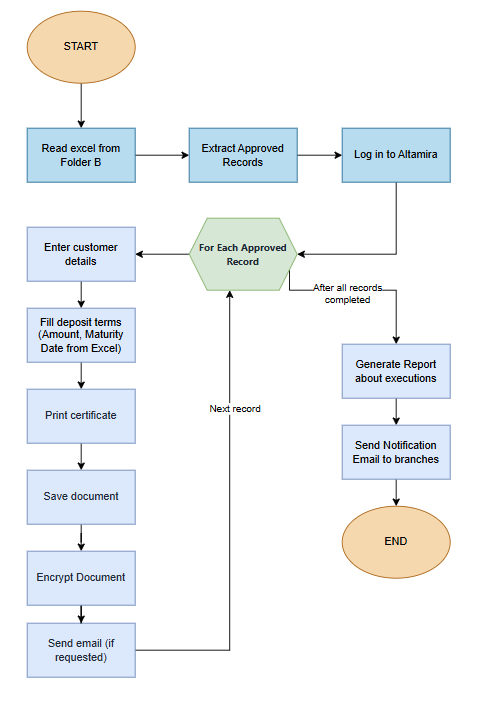 START
Read excel from
Folder B
Extract Approved
Records
Log in to Altamira
For Each Approved
Record
Enter customer
details
Fill deposit terms
(Amount, Maturity
Date from Excel)
Print certificate
Save document
Encrypt Document
Send email (if
requested)
Next record
After all records
completed
Generate Report
about executions
Send Notification
Email to branches
END